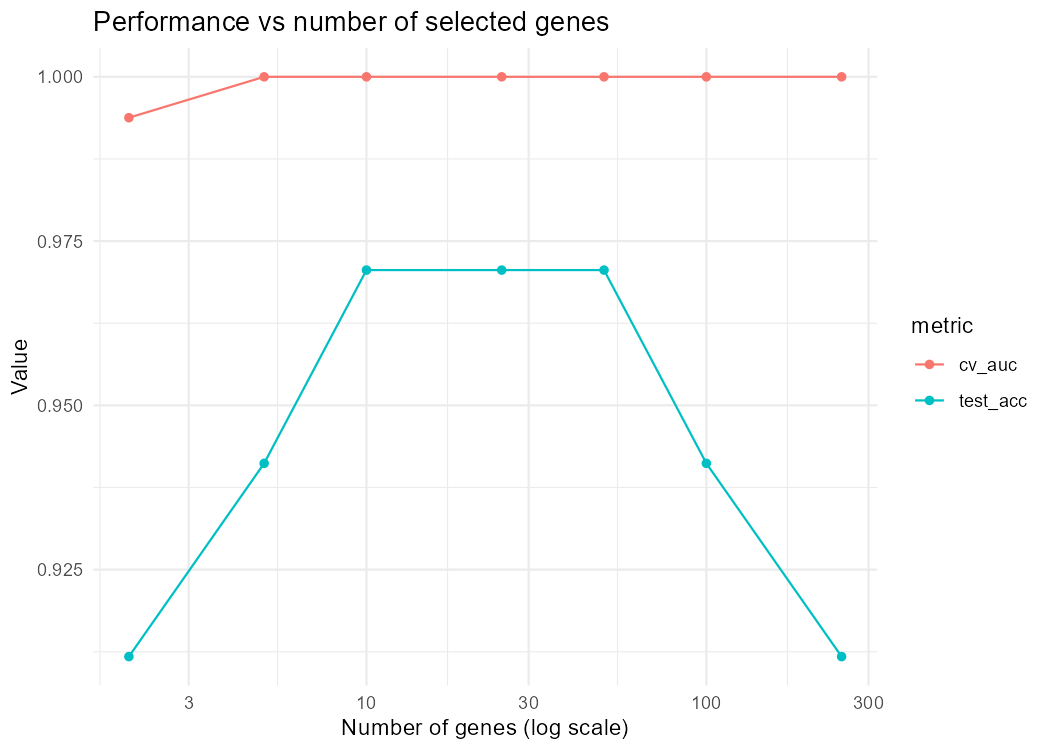 Performance vs number of selected genes
1.000
0.975
0.950
0.925
Value
3
10
30
100
300
Number of genes (log scale)
metric
cv_auc
test_acc